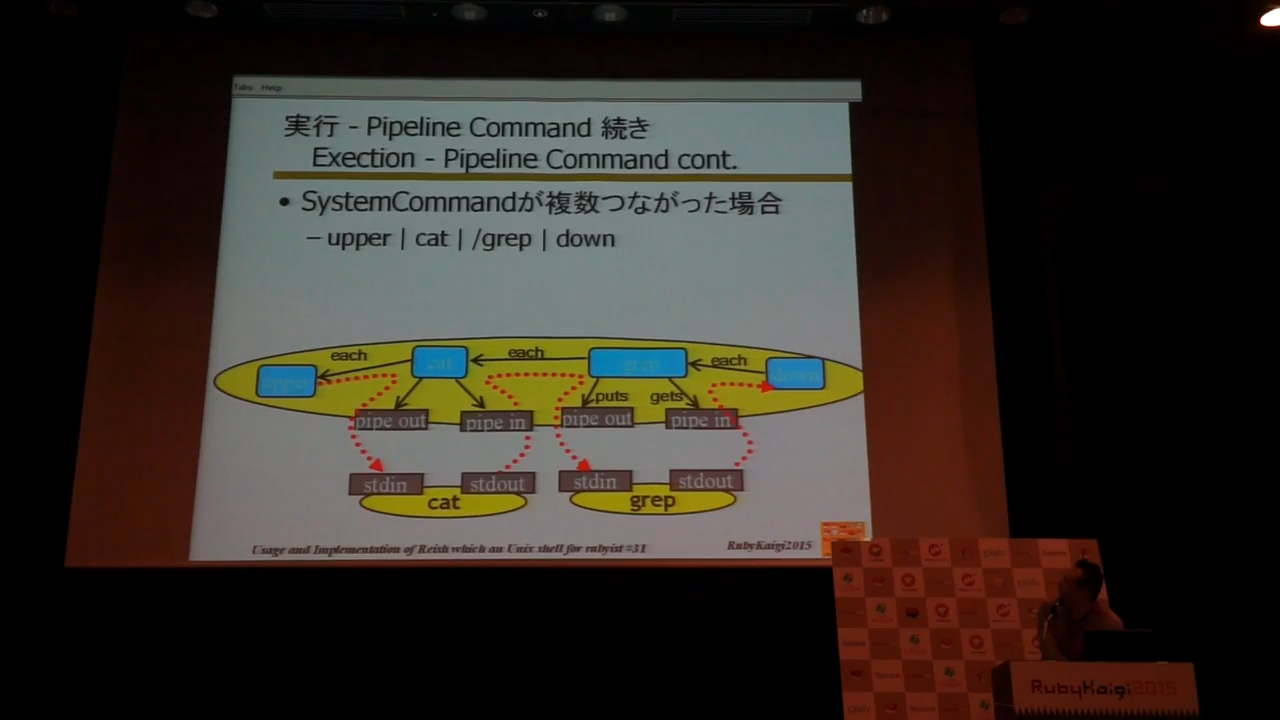 Tabs Help
実行 - Pipeline Command 続き
Exection - Pipeline Command cont.
• SystemCommandが複数つながった場合
– upper | cat | /grep | down
each
each
each
upper
cat
grep
down
puts
gets
pipe out
pipe in
pipe out
pipe in
stdin
stdout
stdin
stdout
cat
grep
Usage and Implementation of Reish which an Unix shell for rubyist #31
RubyKaigi2015
RubyKaigi2015